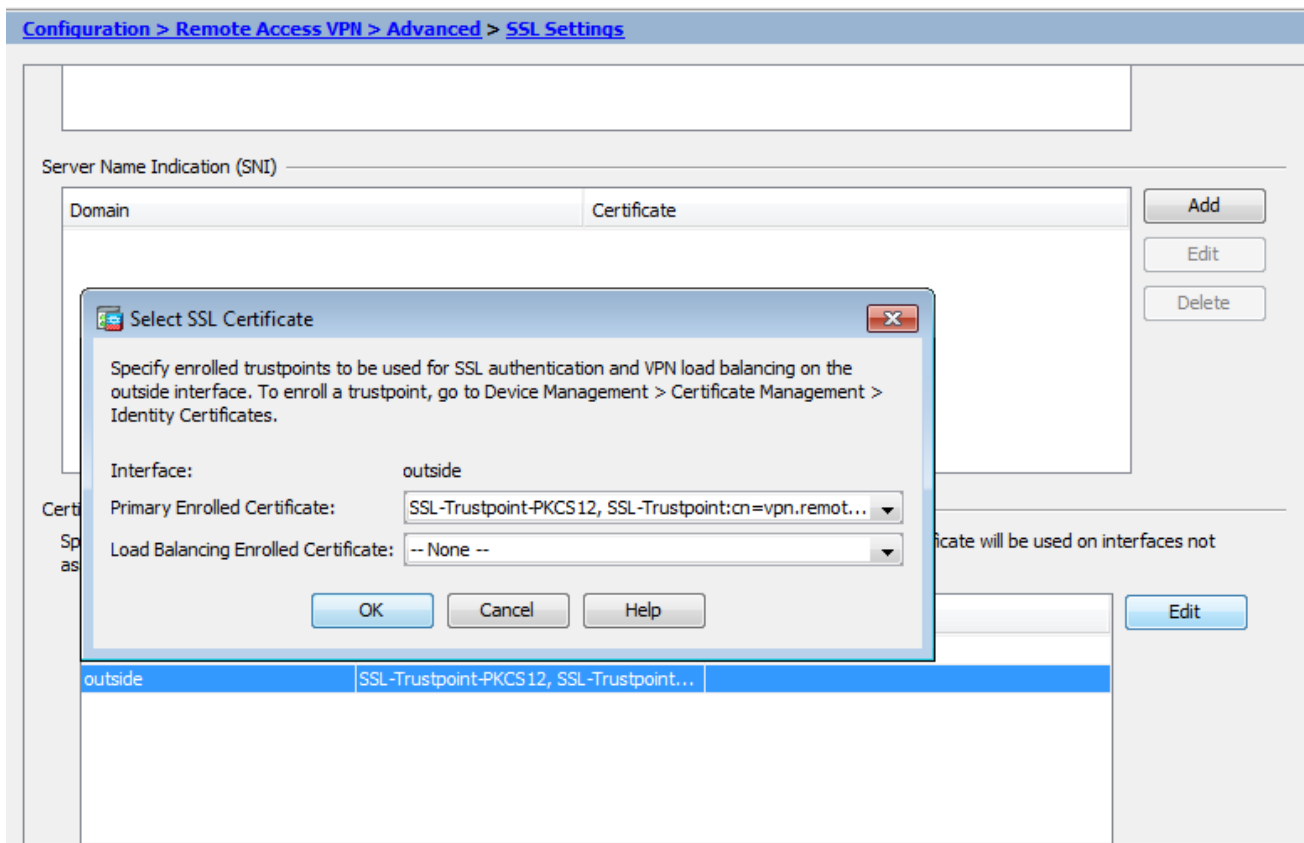 Configuration > Remote Access VPN > Advanced > SSL Settings
Server Name Indication (SNI)
Domain Certificate
Add
Edit
Delete
Select SSL Certificate
Specify enrolled trustpoints to be used for SSL authentication and VPN load balancing on the
outside interface. To enroll a trustpoint, go to Device Management > Certificate Management >
Identity Certificates.
Interface: outside
Primary Enrolled Certificate: SSL-Trustpoint-PKCS12, SSL-Trustpoint:cn=vpn.remot...
Load Balancing Enrolled Certificate: -- None --
OK Cancel Help
Certi
Sp icate will be used on interfaces not
as
Edit
outside SSL-Trustpoint-PKCS12, SSL-Trustpoint...